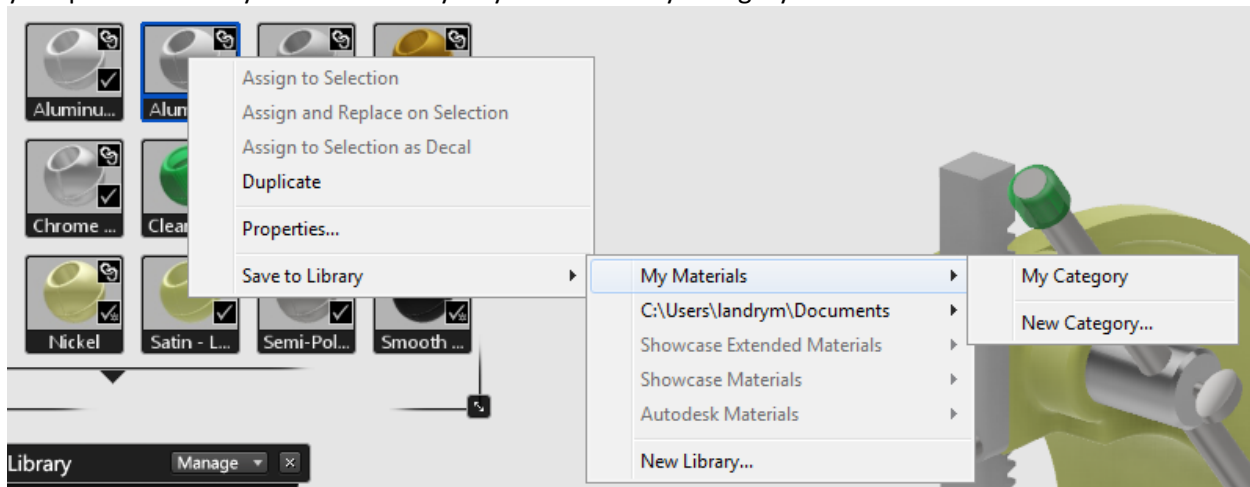 Aluminu...
Alun
Assign to Selection
Assign and Replace on Selection
Assign to Selection as Decal
Duplicate
Chrome ...
Clea
Properties...
Save to Library
Nickel
Satin - L...
Semi-Pol...
Smooth ...
My Materials
C:\Users\landrym\Documents
Showcase Extended Materials
Showcase Materials
Autodesk Materials
New Library...
My Category
New Category...
Library
Manage